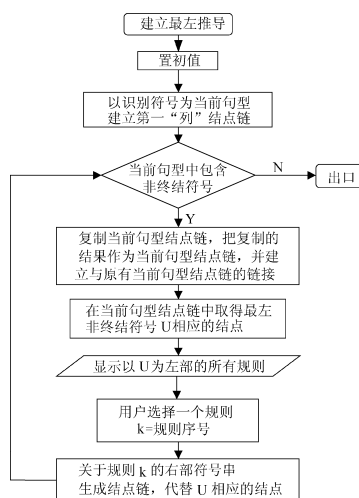 建立最左推导
置初值
以识别符号为当前句型
建立第一“列”结点链
当前句型中包含
非终结符号
N
出口
Y
复制当前句型结点链，把复制的
结果作为当前句型结点链，并建
立与原有当前句型结点链的链接
在当前句型结点链中取得最左
非终结符号 U相应的结点
显示以 U 为左部的所有规则
用户选择一个规则
k=规则序号
关于规则 k 的右部符号串
生成结点链，代替 U 相应的结点